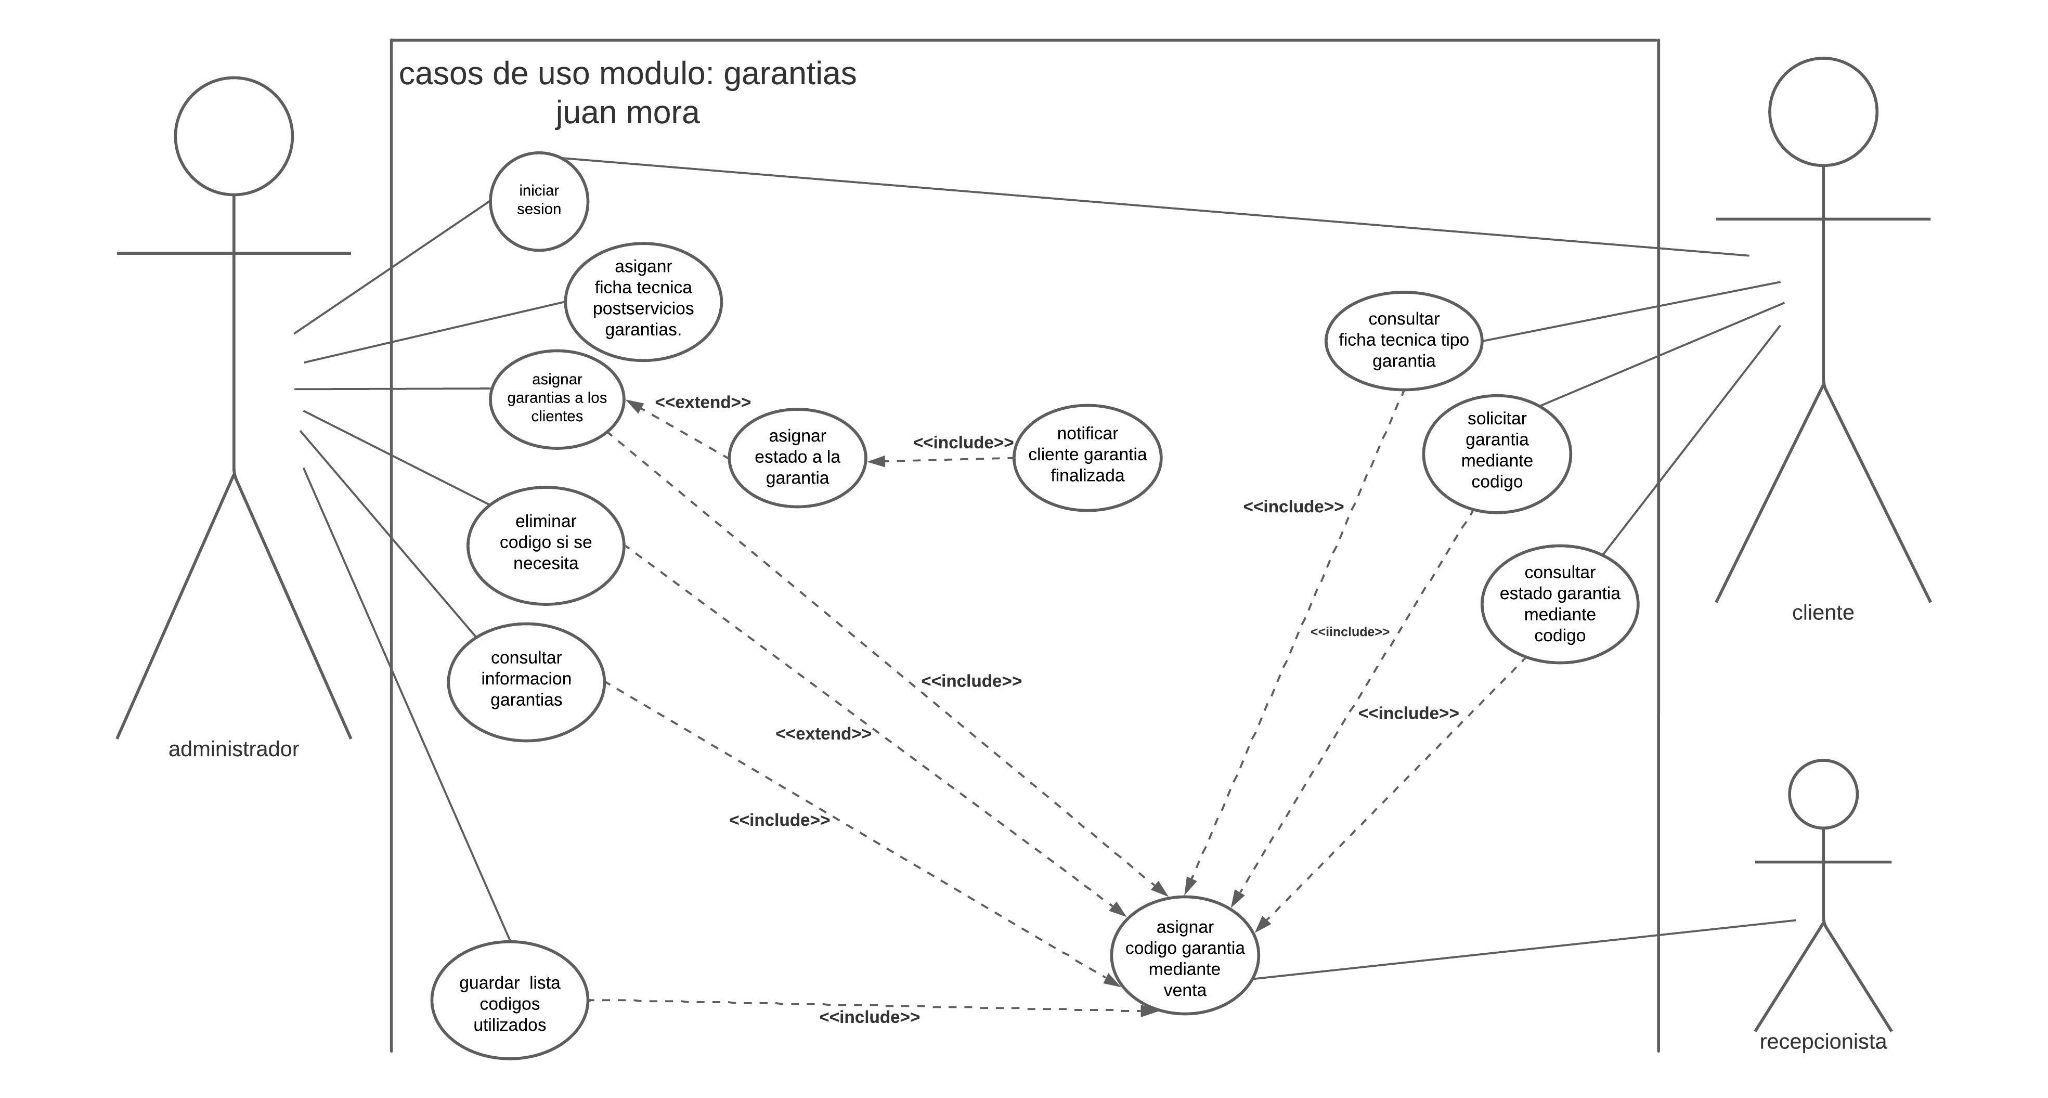 casos de uso modulo: garantias
juan mora
iniciar
sesion
asiganr
ficha tecnica
postservicios
garantias.
asignar
garantias a los
clientes
<<extend>>
asignar
estado a la
garantia
<<include>>
notificar
cliente garantia
finalizada
consultar
ficha tecnica tipo
garantia
solicitar
garantia
mediante
codigo
<<include>>
eliminar
codigo si se
necesita
consultar
estado garantia
mediante
codigo
cliente
<<iinclude>>
consultar
informacion
garantias
<<include>>
<<include>>
<<extend>>
administrador
<<include>>
asignar
codigo garantia
mediante
venta
guardar  lista
codigos
utilizados
<<include>>
recepcionista